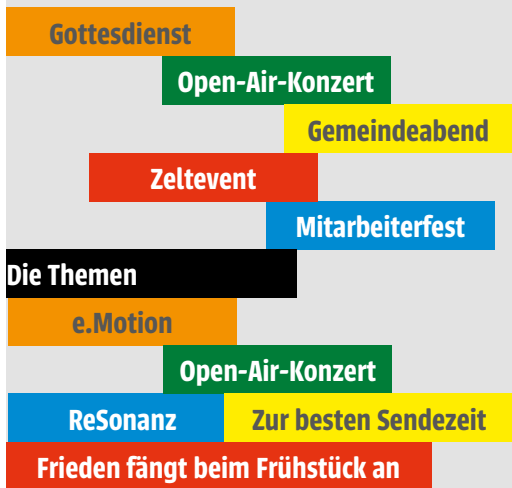 Gottesdienst
Open-Air-Konzert
Gemeindeabend
Zeltevent
Mitarbeiterfest
Die Themen
e.Motion
Open-Air-Konzert
ReSonanz Zur besten Sendezeit
Frieden fängt beim Frühstück an